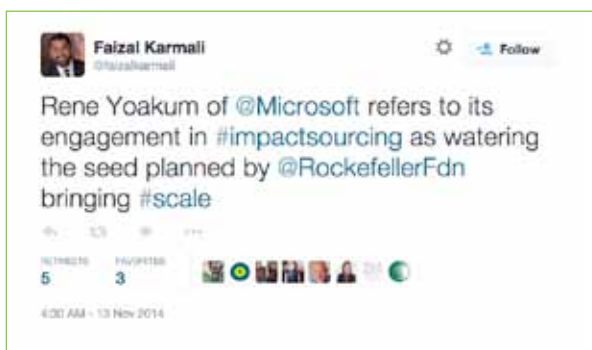 Faizal Karmali
@faizalkarmali
Follow
Rene Yoakum of @Microsoft refers to its
engagement in #impactsourcing as watering
the seed planned by @RockefellerFdn
bringing #scale
RETWEETS FAVORITES
5 3
4:30 AM - 13 Nov 2014